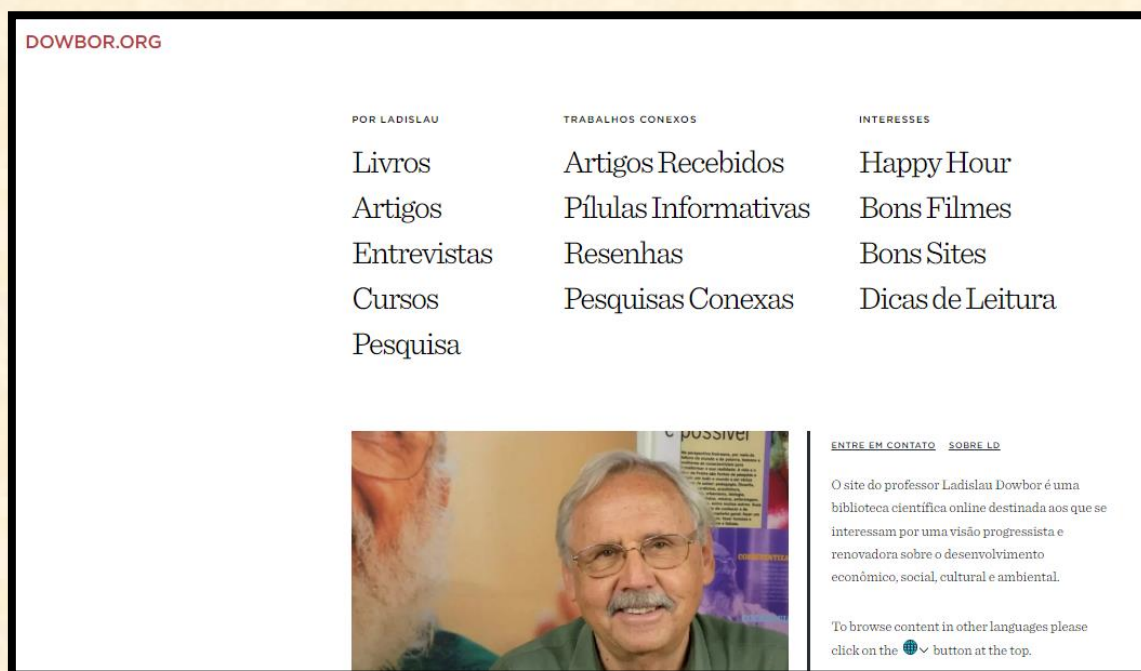 DOWBOR.ORG
POR LADISLAU
Livros
Artigos
Entrevistas
Cursos
Pesquisa
TRABALHOS CONEXOS
Artigos Recebidos
Pílulas Informativas
Resenhas
Pesquisas Conexas
INTERESSES
Happy Hour
Bons Filmes
Bons Sites
Dicas de Leitura
é possível
ENTRE EM CONTATO SOBRE LD
O site do professor Ladislau Dowbor é uma
biblioteca científica online destinada aos que se
interessam por uma visão progressista e
renovadora sobre o desenvolvimento
econômico, social, cultural e ambiental.
To browse content in other languages please
click on the button at the top.